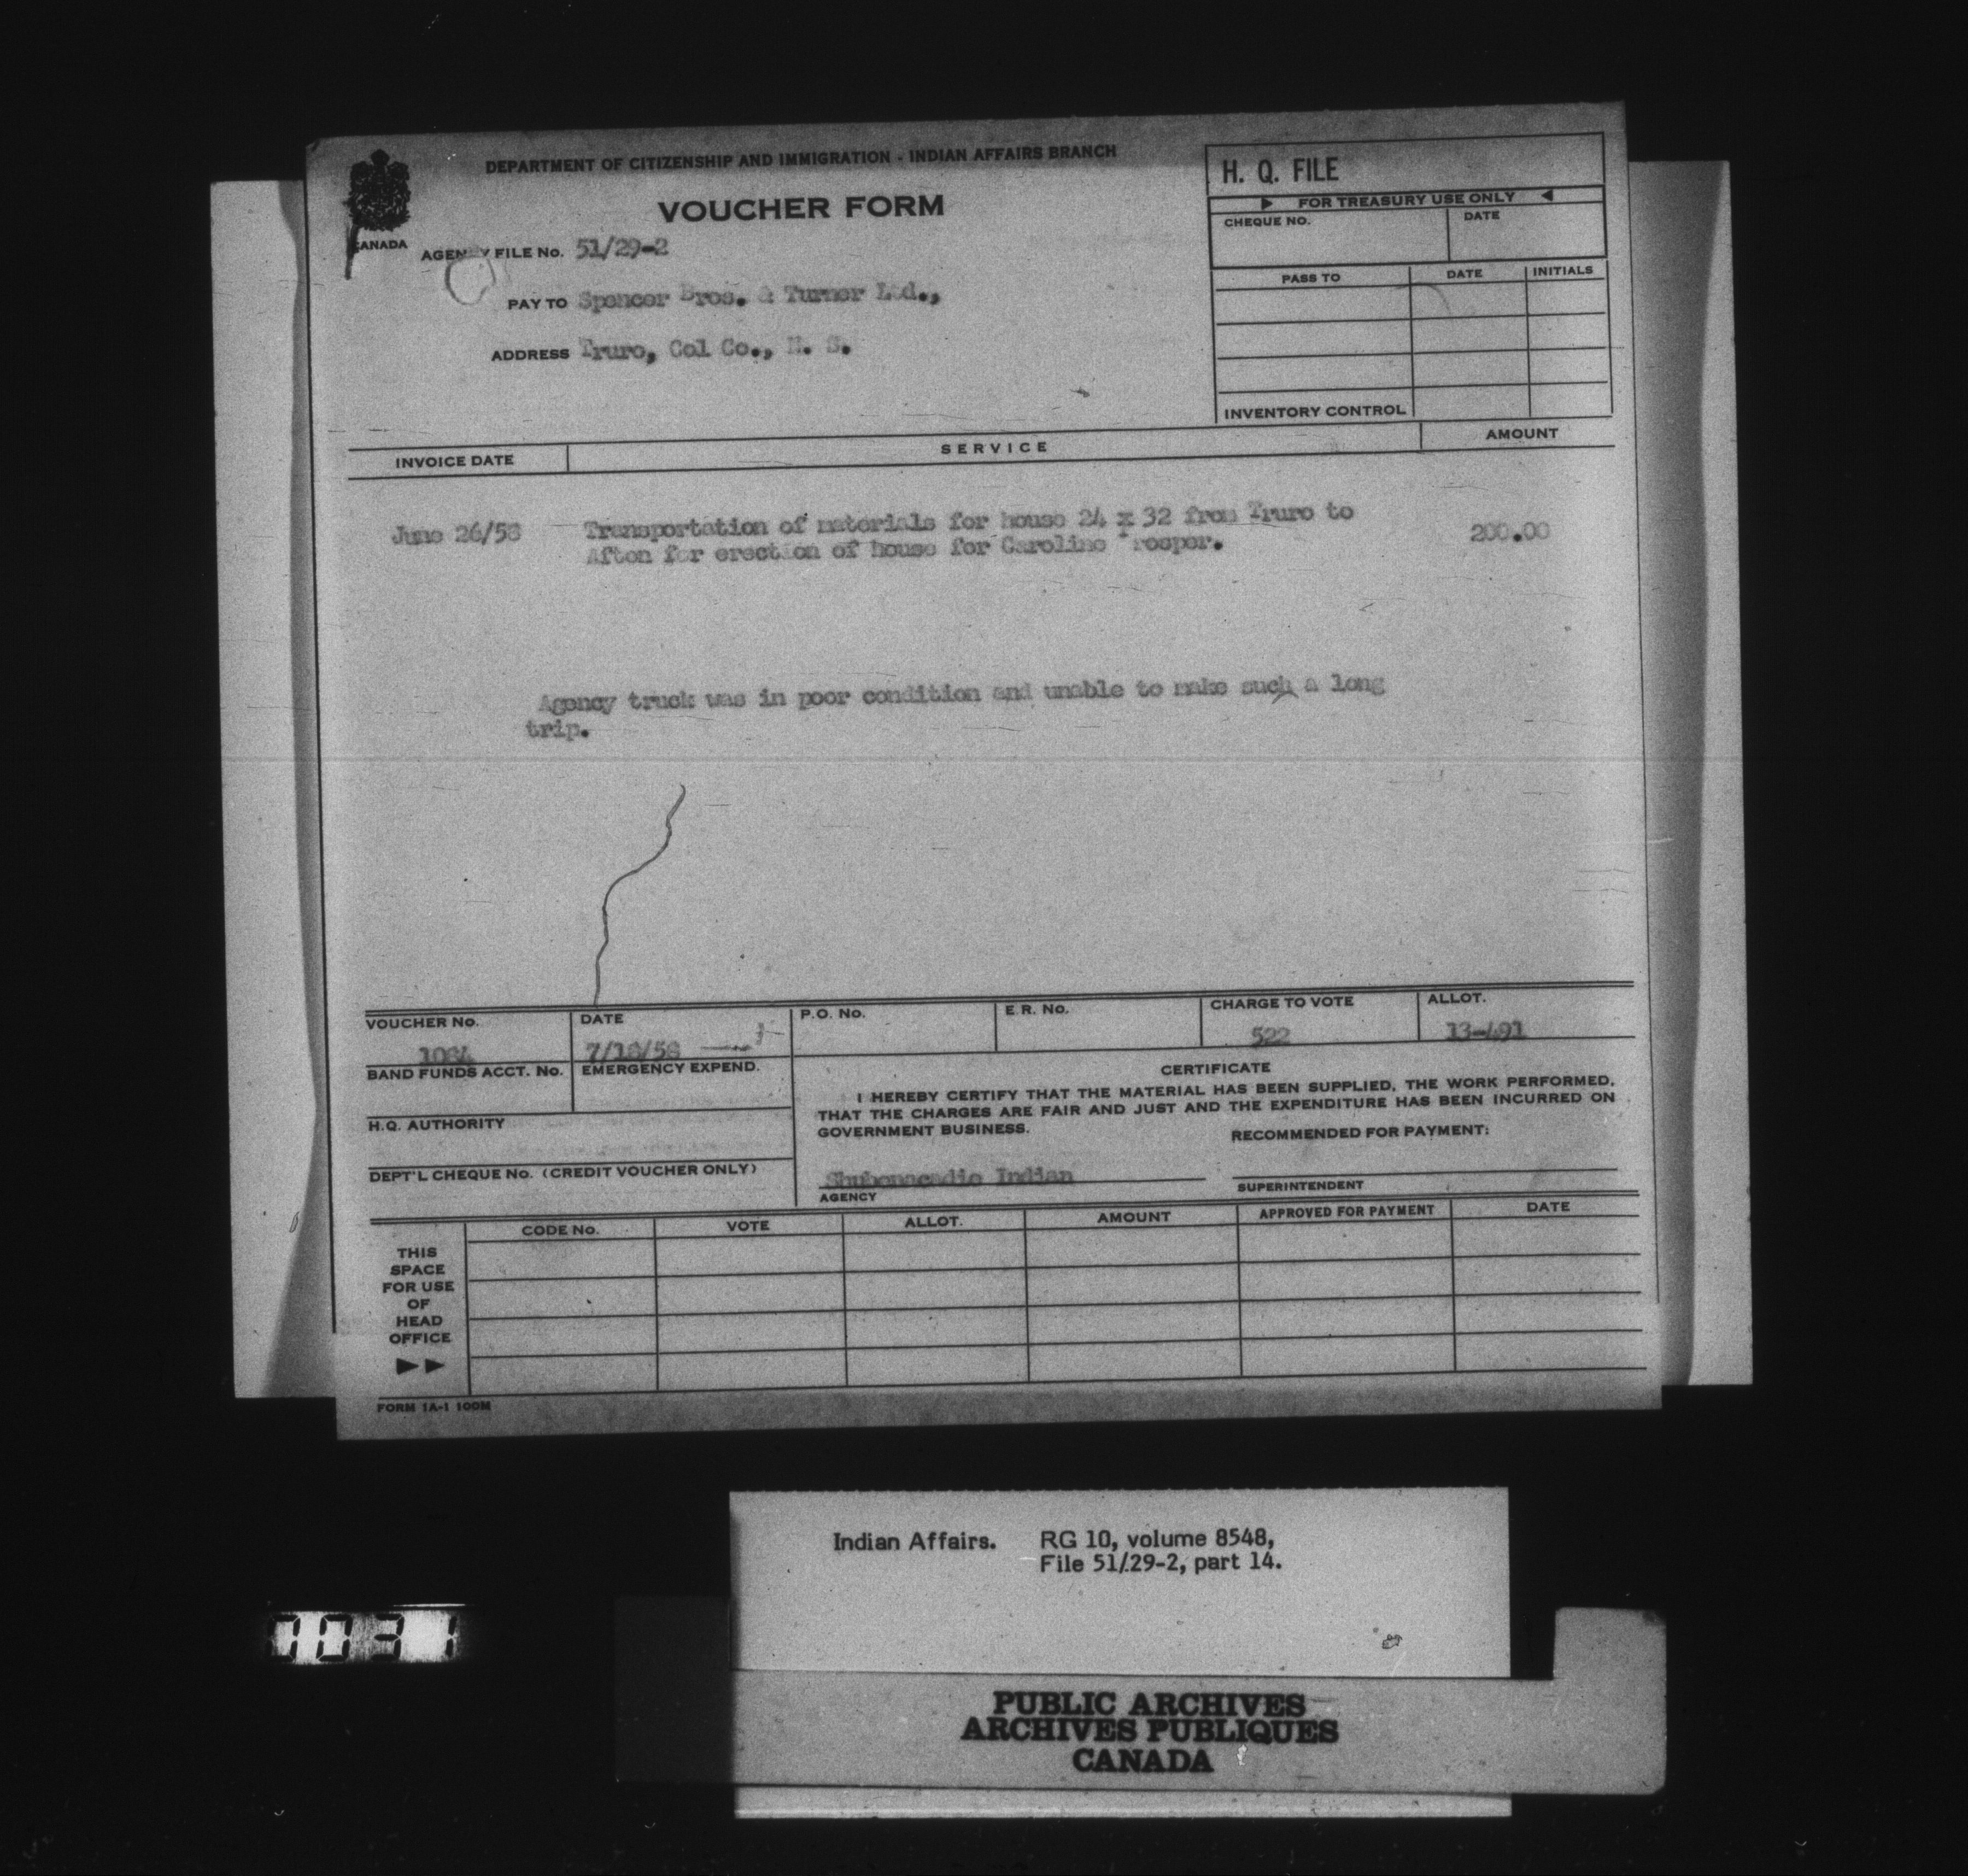 DEPARTMENT OF CITIZENSHIP AND IMMIGRATION - INDIAN AFFAIRS BRANCH
VOUCHER FORM
CANADA
AGENCY FILE No. 51/29-2
PAY TO Spencer Bros. & Turner Ltd.,
ADDRESS Truro, Col Co., N. S.
H. Q. FILE
FOR TREASURY USE ONLY
CHEQUE NO. DATE
PASS TO DATE INITIALS
INVENTORY CONTROL
INVOICE DATE SERVICE AMOUNT
June 26/58 Transportation of materials for house 24 x 32 from Truro to 200.00
Afton for erection of house for Caroline Prosper.
Agency truck was in poor condition and unable to make such a long
trip.
VOUCHER No. DATE P.O. No. E.R. No. CHARGE TO VOTE ALLOT.
1084 7/18/58 522 13-491
BAND FUNDS ACCT. No. EMERGENCY EXPEND.
H.Q. AUTHORITY
DEPT'L CHEQUE No. (CREDIT VOUCHER ONLY)
CERTIFICATE
I HEREBY CERTIFY THAT THE MATERIAL HAS BEEN SUPPLIED, THE WORK PERFORMED,
THAT THE CHARGES ARE FAIR AND JUST AND THE EXPENDITURE HAS BEEN INCURRED ON
GOVERNMENT BUSINESS.
RECOMMENDED FOR PAYMENT:
Shubenacadie Indian
AGENCY
SUPERINTENDENT
CODE No. VOTE ALLOT. AMOUNT APPROVED FOR PAYMENT DATE
THIS
SPACE
FOR USE
OF
HEAD
OFFICE
FORM 1A-1 100M
Indian Affairs. RG 10, volume 8548,
File 51/29-2, part 14.
7031
PUBLIC ARCHIVES
ARCHIVES PUBLIQUES
CANADA